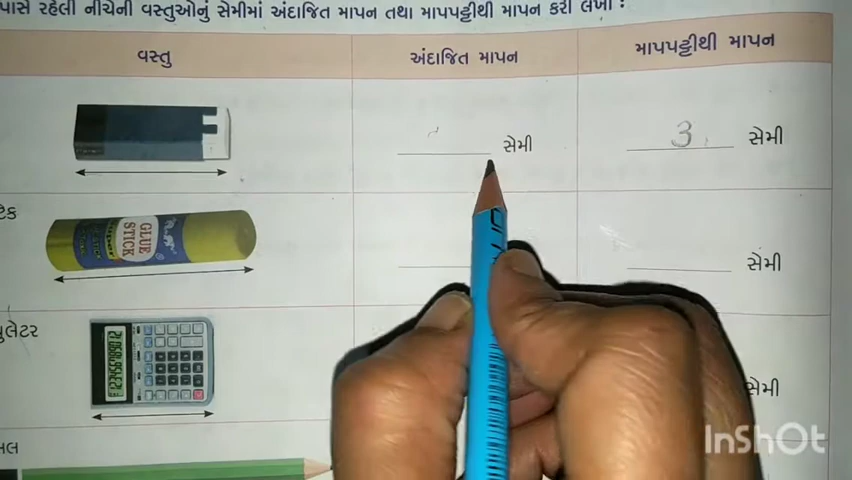 પાસે રહેલી નીચેની વસ્તુઓનું સેમીમાં અંદાજિત માપન તથા માપપટ્ટીથી માપન કરી લખો :
વસ્તુ અંદાજિત માપન માપપટ્ટીથી માપન
સેમી 3 સેમી
GLUE STICK
સેમી
સેમી
InShOt